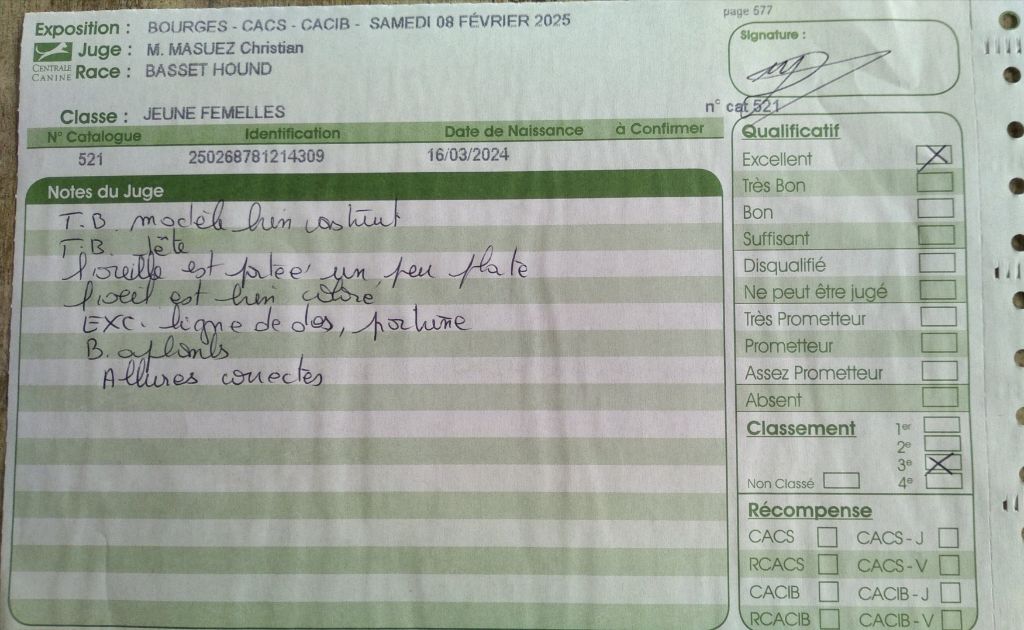 page 577
Exposition : BOURGES - CACS - CACIB - SAMEDI 08 FÉVRIER 2025
Juge : M. MASUEZ Christian
CENTRALE CANINE
Race : BASSET HOUND
Signature :
Classe : JEUNE FEMELLES
n° cat 521
N° Catalogue Identification Date de Naissance à Confirmer
521 250268781214309 16/03/2024
Notes du Juge
T.B. modèle bien construit
T.B. tête
l'oreille est portée un peu plate
l'oeil est bien coloré
EXC. ligne de dos, poitrine
B. aplombs
Allures correctes
Qualificatif
Excellent
Très Bon
Bon
Suffisant
Disqualifié
Ne peut être jugé
Très Prometteur
Prometteur
Assez Prometteur
Absent
Classement 1er
2e
3e
Non Classé 4e
Récompense
CACS CACS - J
RCACS CACS - V
CACIB CACIB - J
RCACIB CACIB - V